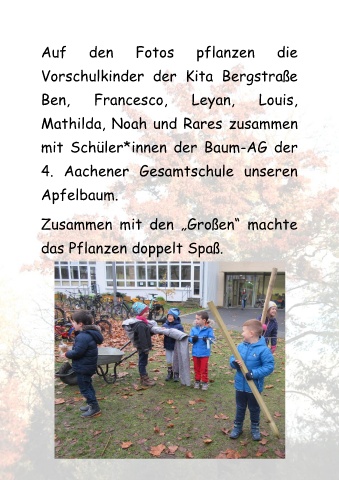 Auf den Fotos pflanzen die
Vorschulkinder der Kita Bergstraße
Ben, Francesco, Leyan, Louis,
Mathilda, Noah und Rares zusammen
mit Schüler*innen der Baum-AG der
4. Aachener Gesamtschule unseren
Apfelbaum.
Zusammen mit den „Großen“ machte
das Pflanzen doppelt Spaß.